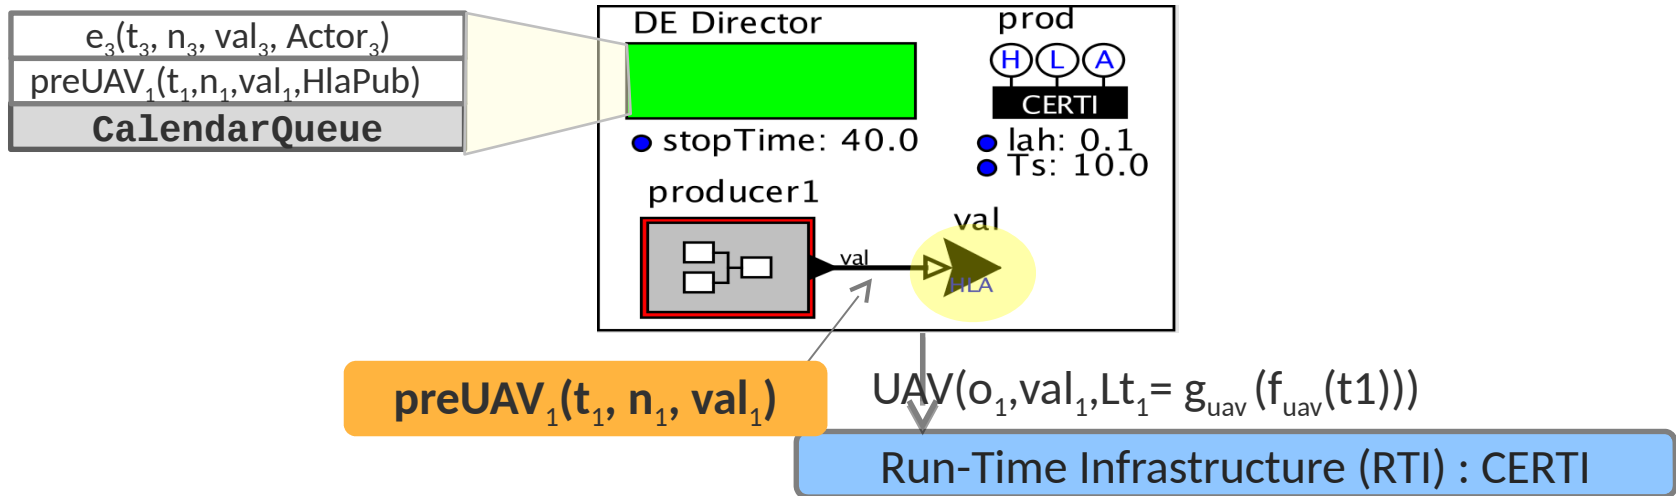 e₃(t₃, n₃, val₃, Actor₃)
preUAV₁(t₁,n₁,val₁,HlaPub)
CalendarQueue
DE Director
stopTime: 40.0
prod
H L A
CERTI
lah: 0.1
Ts: 10.0
producer1
val
val
HLA
preUAV₁(t₁, n₁, val₁)
UAV(o₁,val₁,Lt₁= gᵤₐᵥ (fᵤₐᵥ(t1)))
Run-Time Infrastructure (RTI) : CERTI